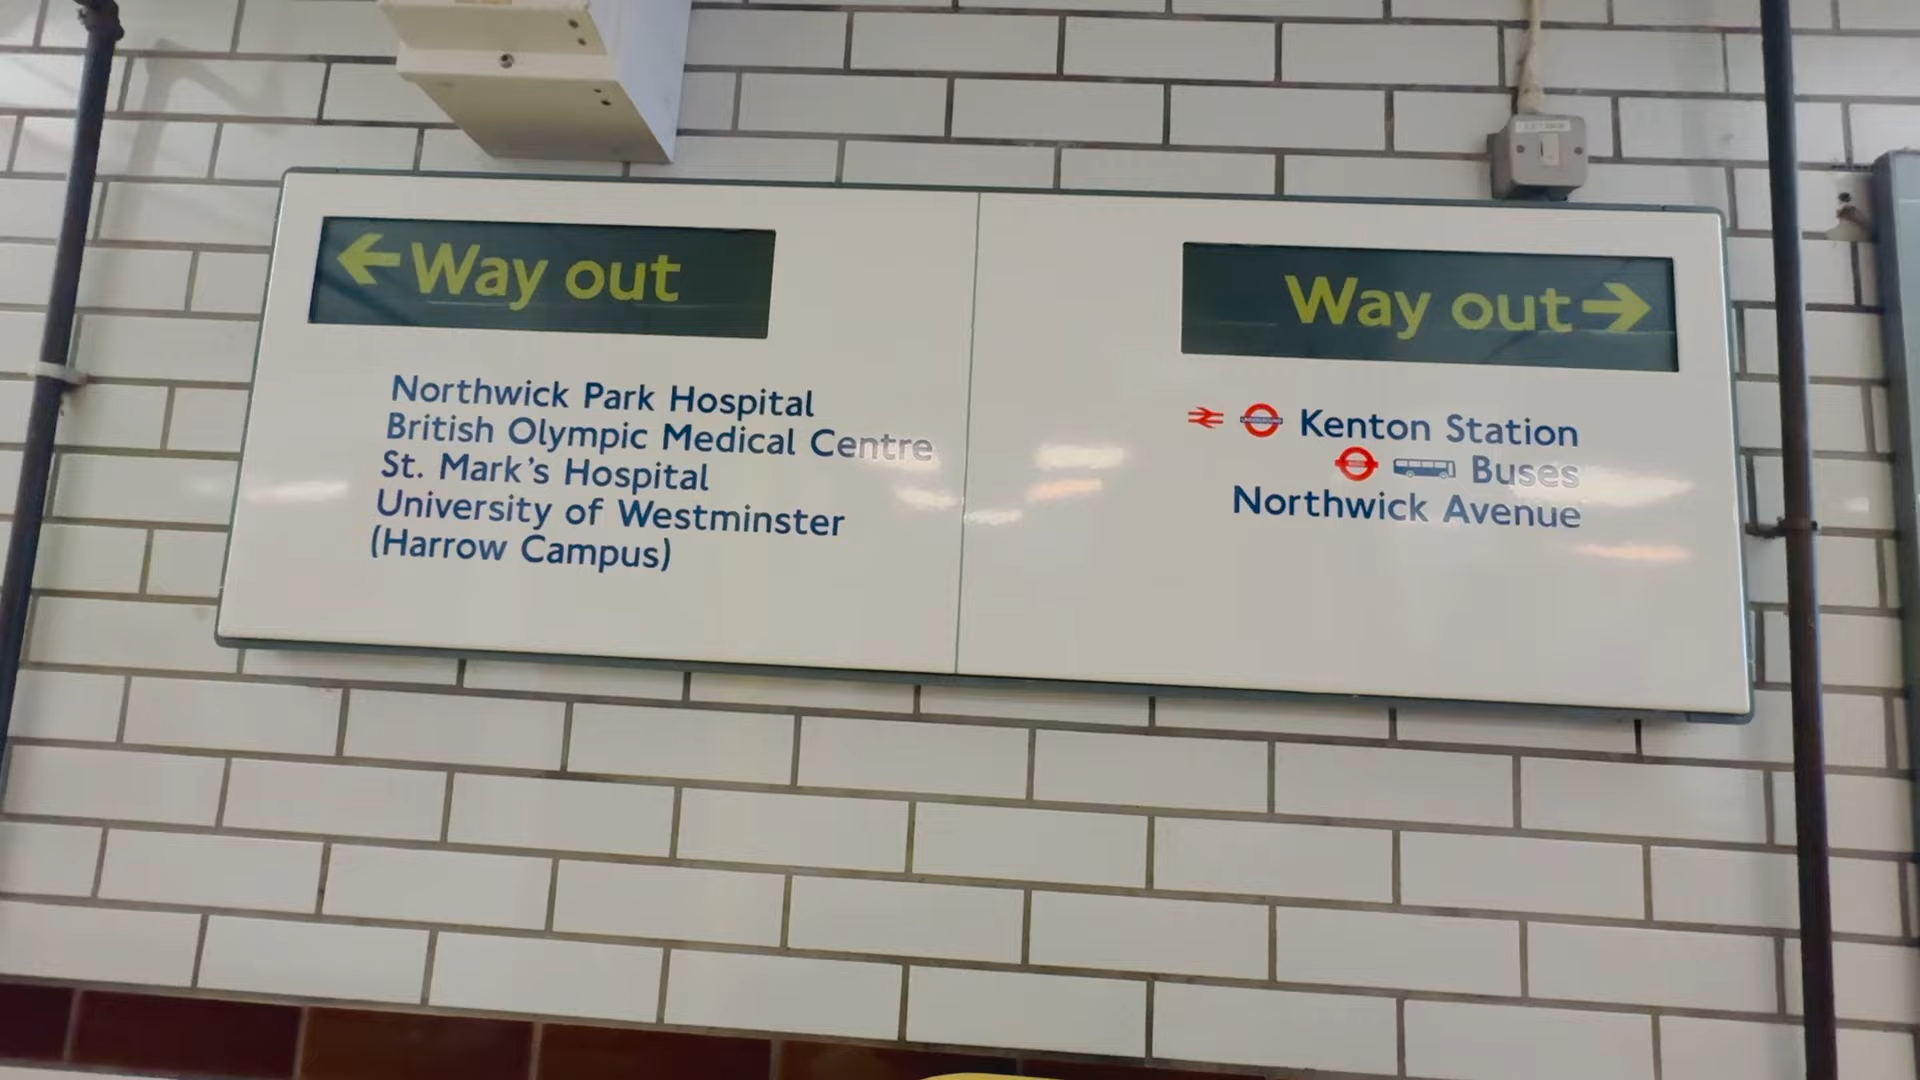 ← Way out
Northwick Park Hospital
British Olympic Medical Centre
St. Mark's Hospital
University of Westminster
(Harrow Campus)
Way out →
Kenton Station
Buses
Northwick Avenue